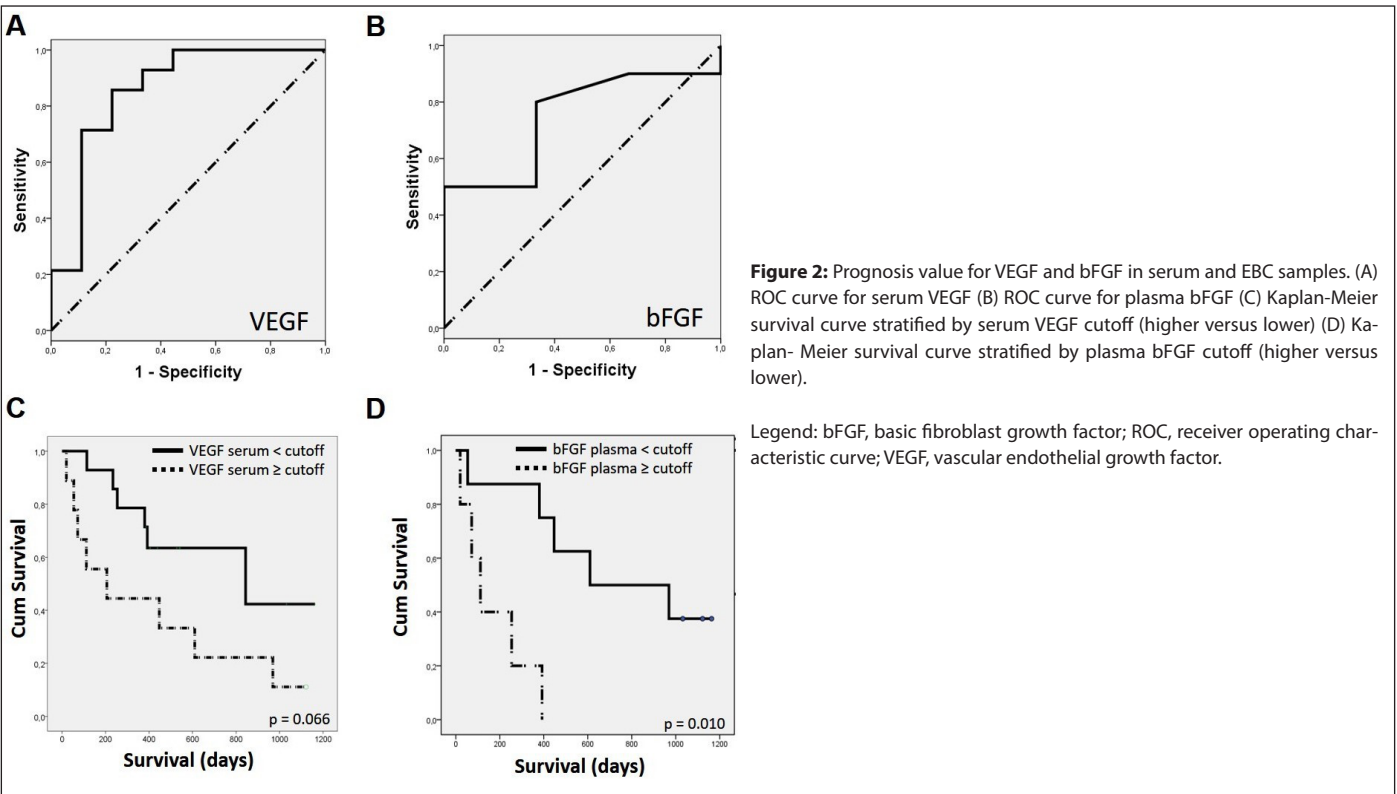 A
1,0
0,8
0,6
0,4
0,2
0,0
Sensitivity
VEGF
0,0 0,2 0,4 0,6 0,8 1,0
1 - Specificity
B
1,0
0,8
0,6
0,4
0,2
0,0
Sensitivity
bFGF
0,0 0,2 0,4 0,6 0,8 1,0
1 - Specificity
C
VEGF serum < cutoff
VEGF serum ≥ cutoff
1,0
0,8
0,6
0,4
0,2
0,0
Cum Survival
p = 0.066
0 200 400 600 800 1000 1200
Survival (days)
D
bFGF plasma < cutoff
bFGF plasma ≥ cutoff
1,0
0,8
0,6
0,4
0,2
0,0
Cum Survival
p = 0.010
0 200 400 600 800 1000 1200
Survival (days)
Figure 2: Prognosis value for VEGF and bFGF in serum and EBC samples. (A)
ROC curve for serum VEGF (B) ROC curve for plasma bFGF (C) Kaplan-Meier
survival curve stratified by serum VEGF cutoff (higher versus lower) (D) Ka-
plan- Meier survival curve stratified by plasma bFGF cutoff (higher versus
lower).
Legend: bFGF, basic fibroblast growth factor; ROC, receiver operating char-
acteristic curve; VEGF, vascular endothelial growth factor.